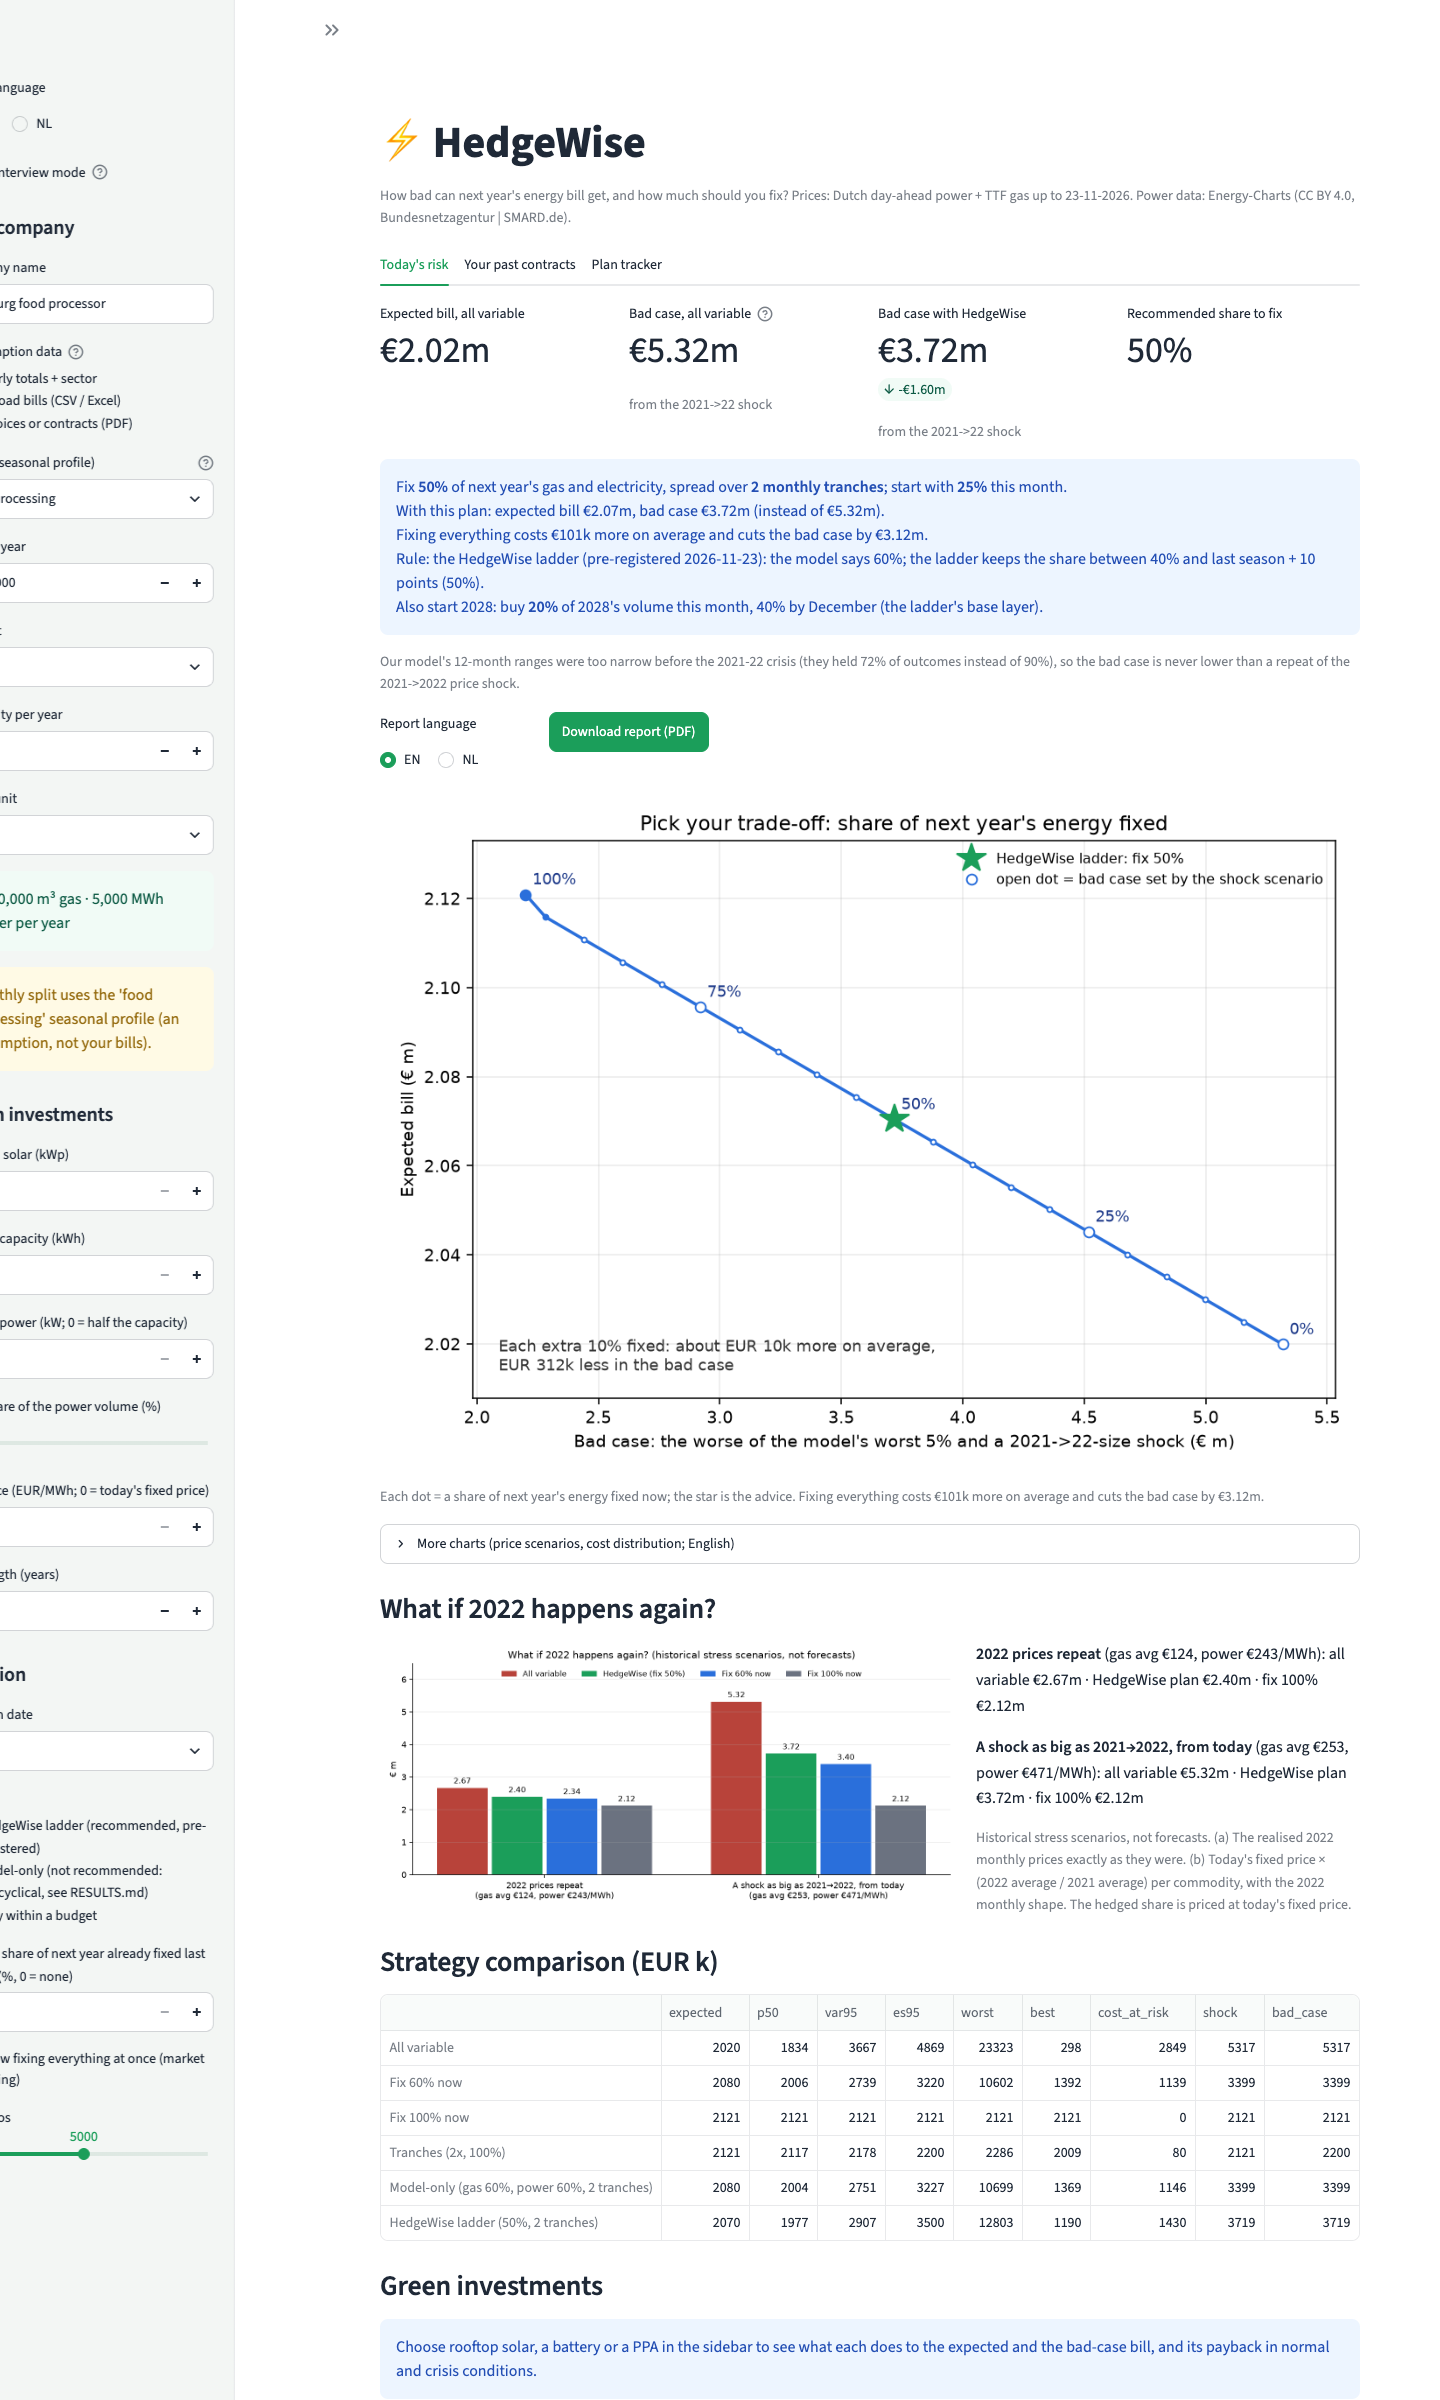 anguage
NL
nterview mode
company
ny name
urg food processor
nption data
rly totals + sector
oad bills (CSV / Excel)
oices or contracts (PDF)
seasonal profile)
rocessing
year
000
ty per year
unit
0,000 m³ gas · 5,000 MWh
er per year
thly split uses the 'food
essing' seasonal profile (an
mption, not your bills).
n investments
solar (kWp)
capacity (kWh)
power (kW; 0 = half the capacity)
are of the power volume (%)
ce (EUR/MWh; 0 = today's fixed price)
gth (years)
ion
n date
dgeWise ladder (recommended, pre-
stered)
del-only (not recommended:
cyclical, see RESULTS.md)
y within a budget
share of next year already fixed last
(%, 0 = none)
w fixing everything at once (market
ing)
os
5000
⚡ HedgeWise
How bad can next year's energy bill get, and how much should you fix? Prices: Dutch day-ahead power + TTF gas up to 23-11-2026. Power data: Energy-Charts (CC BY 4.0,
Bundesnetzagentur | SMARD.de).
Today's risk Your past contracts Plan tracker
Expected bill, all variable Bad case, all variable Bad case with HedgeWise Recommended share to fix
€2.02m €5.32m €3.72m 50%
↓ -€1.60m
from the 2021->22 shock
from the 2021->22 shock
Fix 50% of next year's gas and electricity, spread over 2 monthly tranches; start with 25% this month.
With this plan: expected bill €2.07m, bad case €3.72m (instead of €5.32m).
Fixing everything costs €101k more on average and cuts the bad case by €3.12m.
Rule: the HedgeWise ladder (pre-registered 2026-11-23): the model says 60%; the ladder keeps the share between 40% and last season + 10
points (50%).
Also start 2028: buy 20% of 2028's volume this month, 40% by December (the ladder's base layer).
Our model's 12-month ranges were too narrow before the 2021-22 crisis (they held 72% of outcomes instead of 90%), so the bad case is never lower than a repeat of the
2021->2022 price shock.
Report language
EN NL
Download report (PDF)
Pick your trade-off: share of next year's energy fixed
HedgeWise ladder: fix 50%
open dot = bad case set by the shock scenario
100%
75%
50%
25%
0%
2.12
2.10
2.08
2.06
2.04
2.02
Expected bill (€ m)
Each extra 10% fixed: about EUR 10k more on average,
EUR 312k less in the bad case
2.0 2.5 3.0 3.5 4.0 4.5 5.0 5.5
Bad case: the worse of the model's worst 5% and a 2021->22-size shock (€ m)
Each dot = a share of next year's energy fixed now; the star is the advice. Fixing everything costs €101k more on average and cuts the bad case by €3.12m.
More charts (price scenarios, cost distribution; English)
What if 2022 happens again?
What if 2022 happens again? (historical stress scenarios, not forecasts)
All variable HedgeWise (fix 50%) Fix 60% now Fix 100% now
6
5
4
3
2
1
0
€ m
2.67 2.40 2.34 2.12
5.32 3.72 3.40 2.12
2022 prices repeat
(gas avg €124, power €243/MWh)
A shock as big as 2021→2022, from today
(gas avg €253, power €471/MWh)
2022 prices repeat (gas avg €124, power €243/MWh): all
variable €2.67m · HedgeWise plan €2.40m · fix 100%
€2.12m
A shock as big as 2021→2022, from today (gas avg €253,
power €471/MWh): all variable €5.32m · HedgeWise plan
€3.72m · fix 100% €2.12m
Historical stress scenarios, not forecasts. (a) The realised 2022
monthly prices exactly as they were. (b) Today's fixed price ×
(2022 average / 2021 average) per commodity, with the 2022
monthly shape. The hedged share is priced at today's fixed price.
Strategy comparison (EUR k)
expected p50 var95 es95 worst best cost_at_risk shock bad_case
All variable 2020 1834 3667 4869 23323 298 2849 5317 5317
Fix 60% now 2080 2006 2739 3220 10602 1392 1139 3399 3399
Fix 100% now 2121 2121 2121 2121 2121 2121 0 2121 2121
Tranches (2x, 100%) 2121 2117 2178 2200 2286 2009 80 2121 2200
Model-only (gas 60%, power 60%, 2 tranches) 2080 2004 2751 3227 10699 1369 1146 3399 3399
HedgeWise ladder (50%, 2 tranches) 2070 1977 2907 3500 12803 1190 1430 3719 3719
Green investments
Choose rooftop solar, a battery or a PPA in the sidebar to see what each does to the expected and the bad-case bill, and its payback in normal
and crisis conditions.